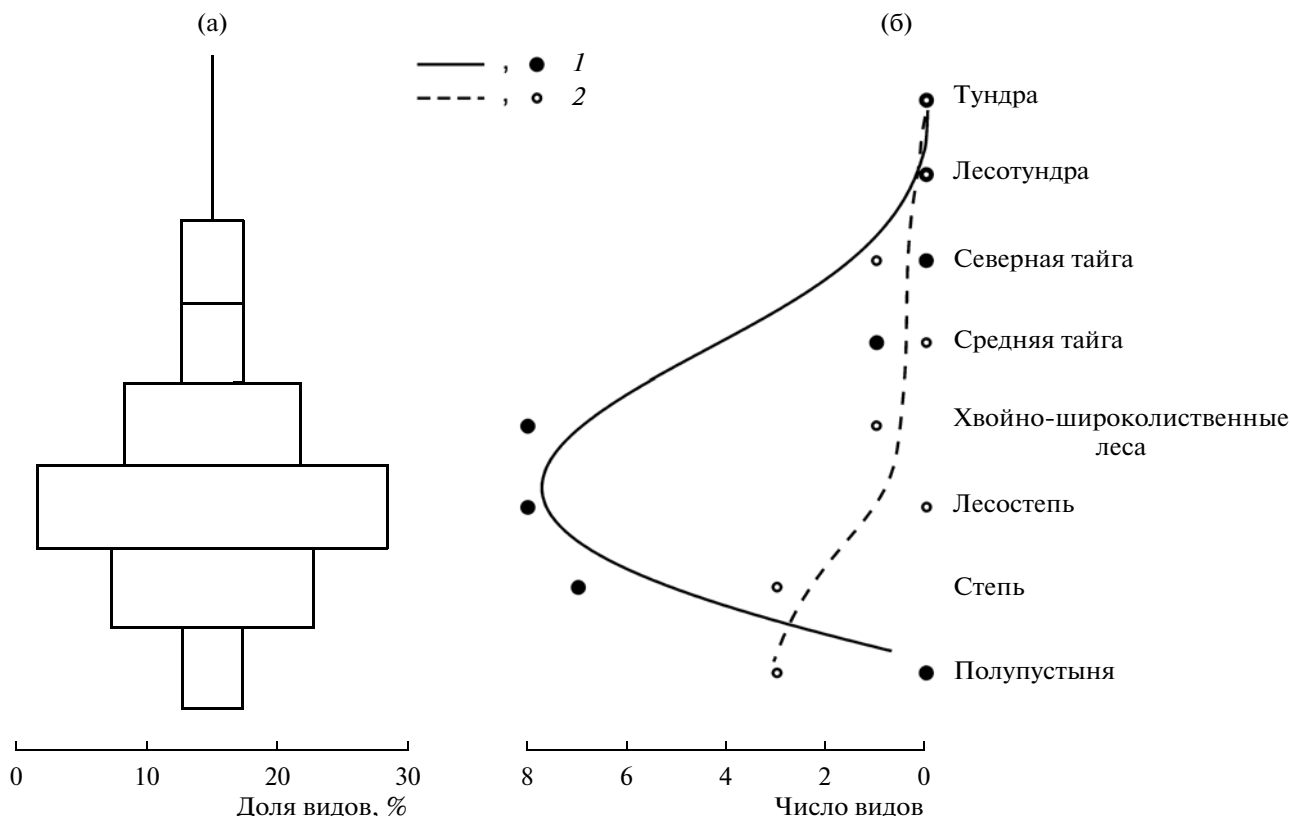 (а)
(б)
, 1
, 2
Тундра
Лесотундра
Северная тайга
Средняя тайга
Хвойно-широколиственные
леса
Лесостепь
Степь
Полупустыня
0 10 20 30
Доля видов, %
8 6 4 2 0
Число видов